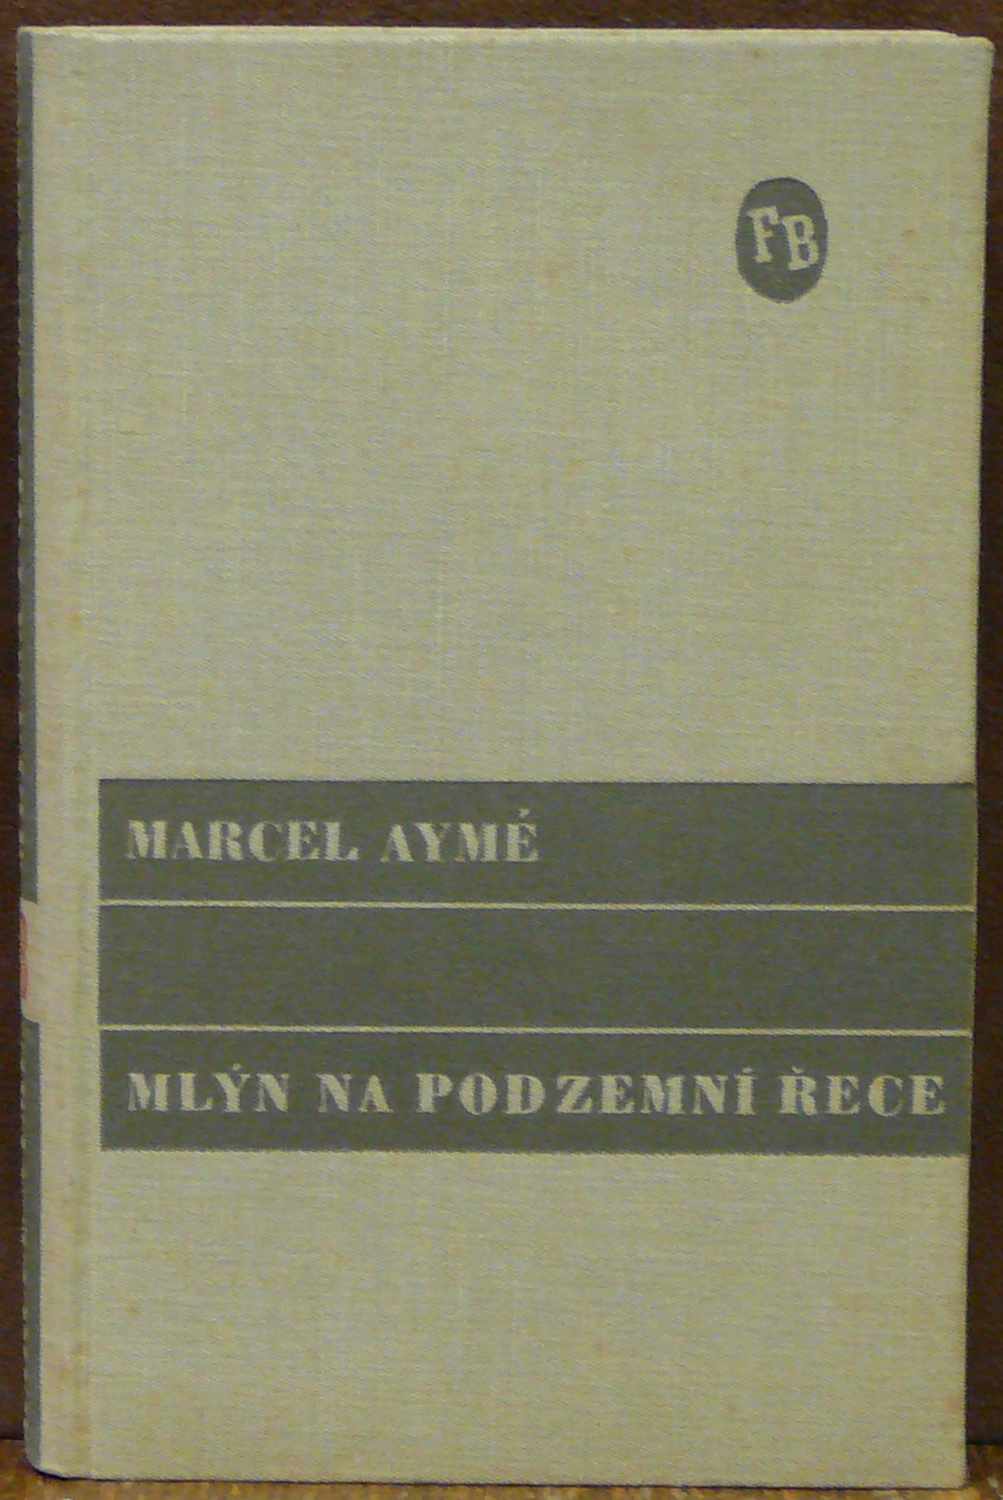 FB
MARCEL AYMÉ
MLÝN NA PODZEMNÍ ŘECE